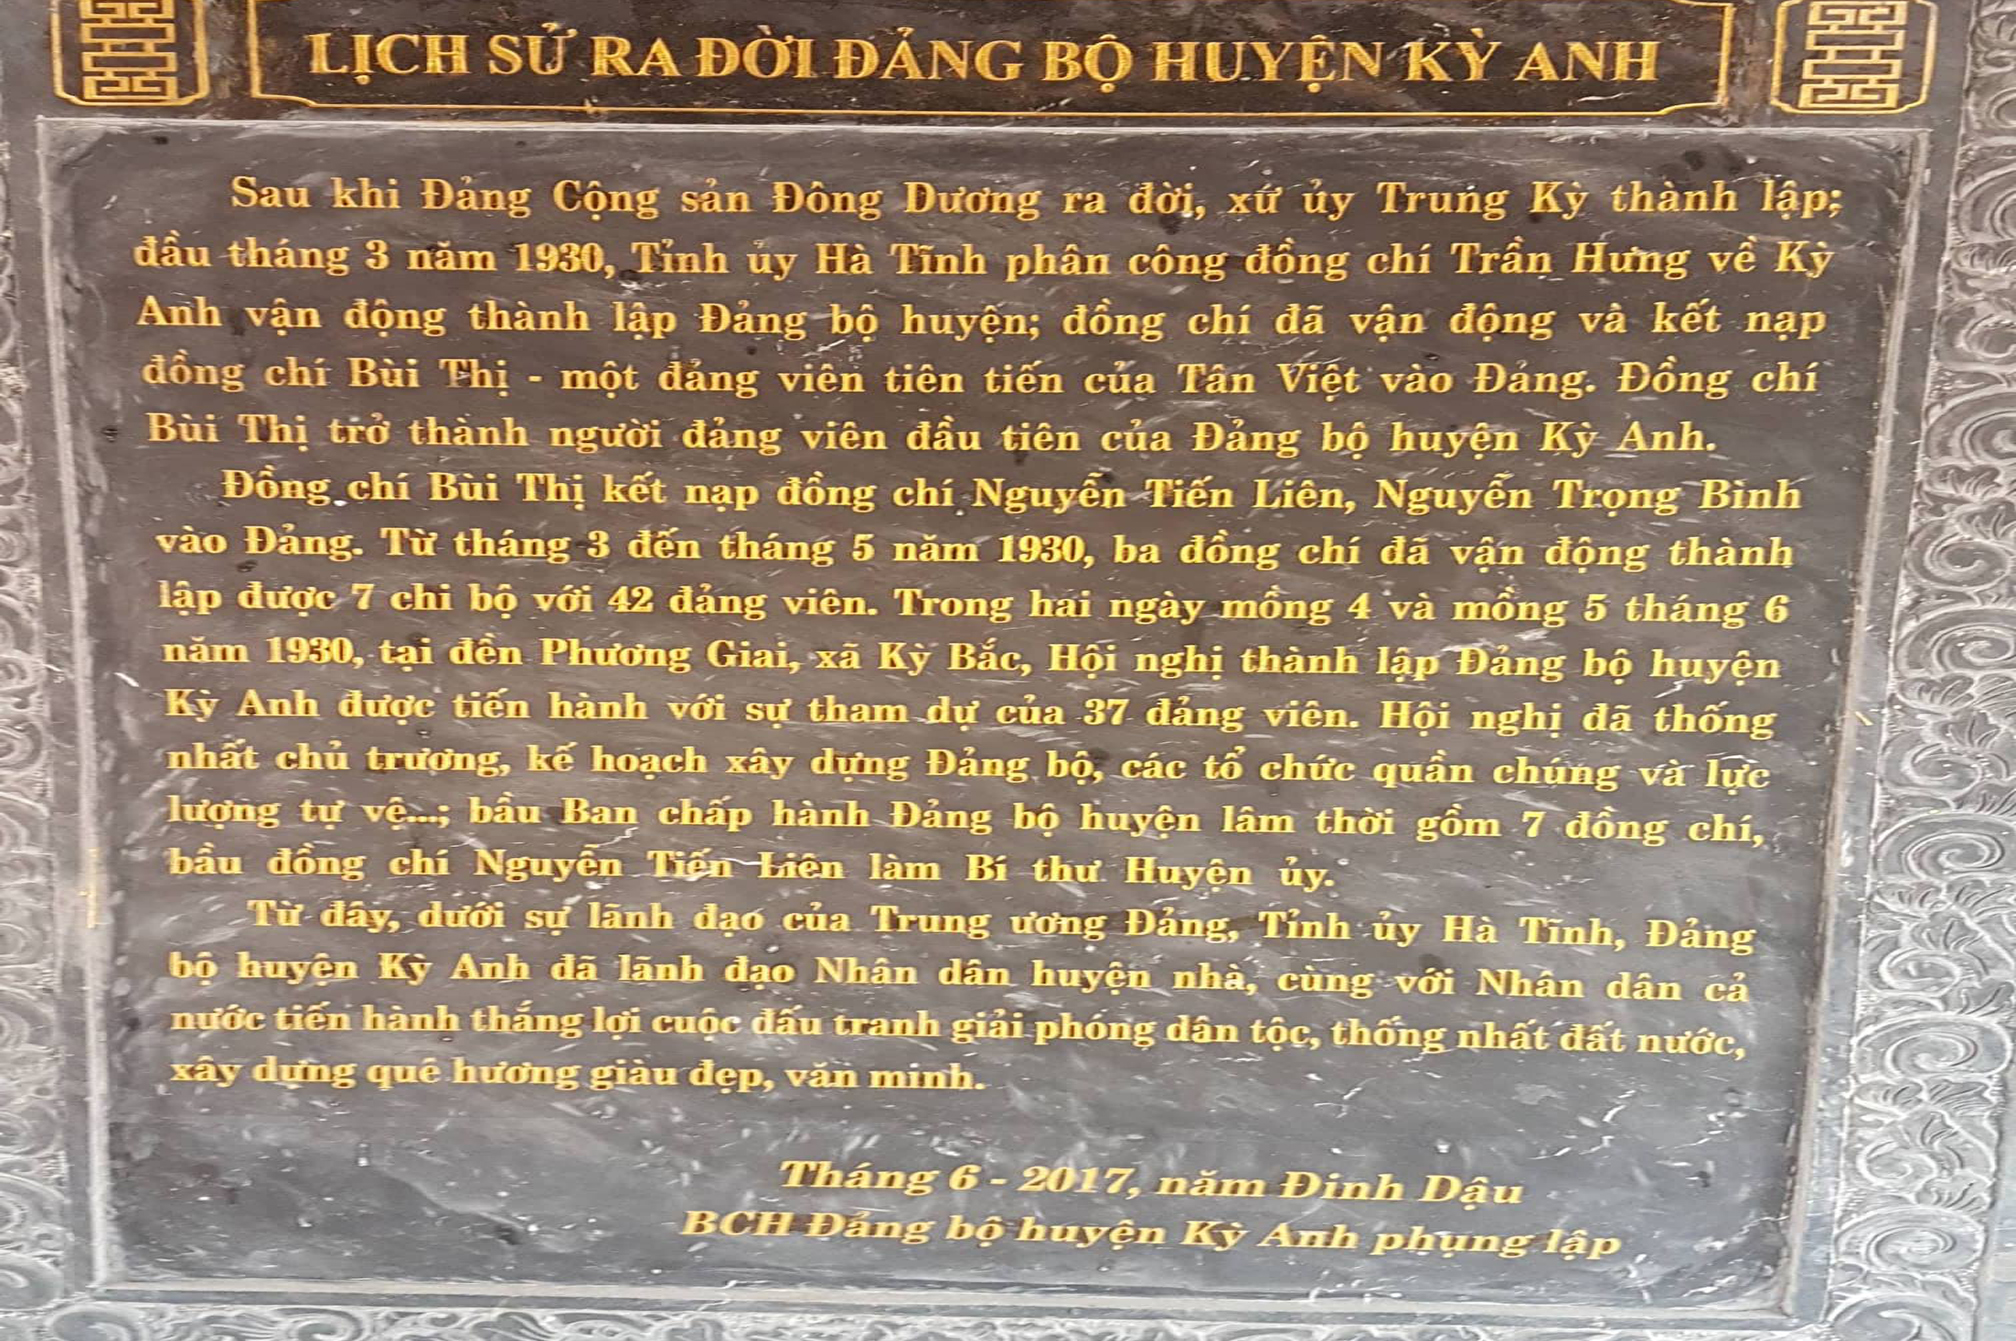 LỊCH SỬ RA ĐỜI ĐẢNG BỘ HUYỆN KỲ ANH
Sau khi Đảng Cộng sản Đông Dương ra đời, xứ ủy Trung Kỳ thành lập;
đầu tháng 3 năm 1930, Tỉnh ủy Hà Tĩnh phân công đồng chí Trần Hưng về Kỳ
Anh vận động thành lập Đảng bộ huyện; đồng chí đã vận động và kết nạp
đồng chí Bùi Thị - một đảng viên tiên tiến của Tân Việt vào Đảng. Đồng chí
Bùi Thị trở thành người đảng viên đầu tiên của Đảng bộ huyện Kỳ Anh.
Đồng chí Bùi Thị kết nạp đồng chí Nguyễn Tiến Liên, Nguyễn Trọng Bình
vào Đảng. Từ tháng 3 đến tháng 5 năm 1930, ba đồng chí đã vận động thành
lập được 7 chi bộ với 42 đảng viên. Trong hai ngày mồng 4 và mồng 5 tháng 6
năm 1930, tại đền Phương Giai, xã Kỳ Bắc, Hội nghị thành lập Đảng bộ huyện
Kỳ Anh được tiến hành với sự tham dự của 37 đảng viên. Hội nghị đã thống
nhất chủ trương, kế hoạch xây dựng Đảng bộ, các tổ chức quần chúng và lực
lượng tự vệ...; bầu Ban chấp hành Đảng bộ huyện lâm thời gồm 7 đồng chí,
bầu đồng chí Nguyễn Tiến Liên làm Bí thư Huyện ủy.
Từ đây, dưới sự lãnh đạo của Trung ương Đảng, Tỉnh ủy Hà Tĩnh, Đảng
bộ huyện Kỳ Anh đã lãnh đạo Nhân dân huyện nhà, cùng với Nhân dân cả
nước tiến hành thắng lợi cuộc đấu tranh giải phóng dân tộc, thống nhất đất nước,
xây dựng quê hương giàu đẹp, văn minh.
Tháng 6 - 2017, năm Đinh Dậu
BCH Đảng bộ huyện Kỳ Anh phụng lập